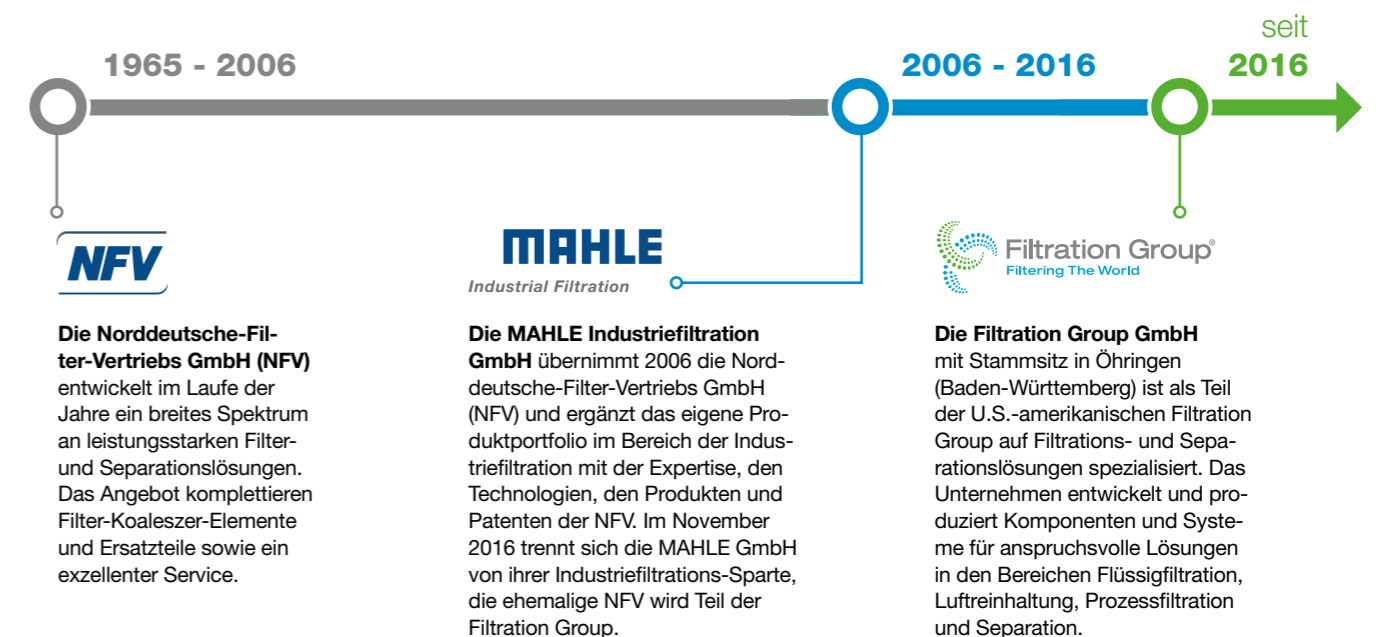 1965 - 2006
2006 - 2016
seit
2016
NFV
Die Norddeutsche-Fil-
ter-Vertriebs GmbH (NFV)
entwickelt im Laufe der
Jahre ein breites Spektrum
an leistungsstarken Filter-
und Separationslösungen.
Das Angebot komplettieren
Filter-Koaleszer-Elemente
und Ersatzteile sowie ein
exzellenter Service.
MAHLE
Industrial Filtration
Die MAHLE Industriefiltration
GmbH übernimmt 2006 die Nord-
deutsche-Filter-Vertriebs GmbH
(NFV) und ergänzt das eigene Pro-
duktportfolio im Bereich der Indus-
triefiltration mit der Expertise, den
Technologien, den Produkten und
Patenten der NFV. Im November
2016 trennt sich die MAHLE GmbH
von ihrer Industriefiltrations-Sparte,
die ehemalige NFV wird Teil der
Filtration Group.
Filtration Group®
Filtering The World
Die Filtration Group GmbH
mit Stammsitz in Öhringen
(Baden-Württemberg) ist als Teil
der U.S.-amerikanischen Filtration
Group auf Filtrations- und Sepa-
rationslösungen spezialisiert. Das
Unternehmen entwickelt und pro-
duziert Komponenten und Syste-
me für anspruchsvolle Lösungen
in den Bereichen Flüssigfiltration,
Luftreinhaltung, Prozessfiltration
und Separation.